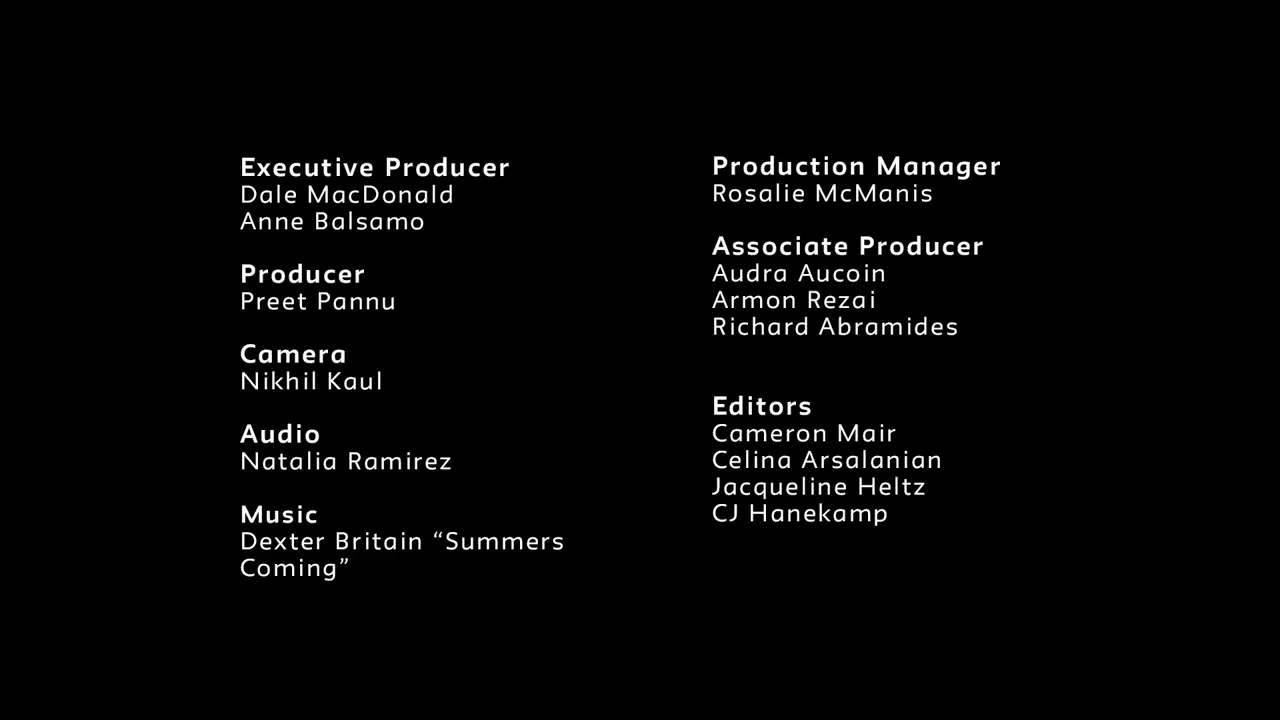 Executive Producer
Dale MacDonald
Anne Balsamo
Producer
Preet Pannu
Camera
Nikhil Kaul
Audio
Natalia Ramirez
Music
Dexter Britain “Summers
Coming”
Production Manager
Rosalie McManis
Associate Producer
Audra Aucoin
Armon Rezai
Richard Abramides
Editors
Cameron Mair
Celina Arsalanian
Jacqueline Heltz
CJ Hanekamp